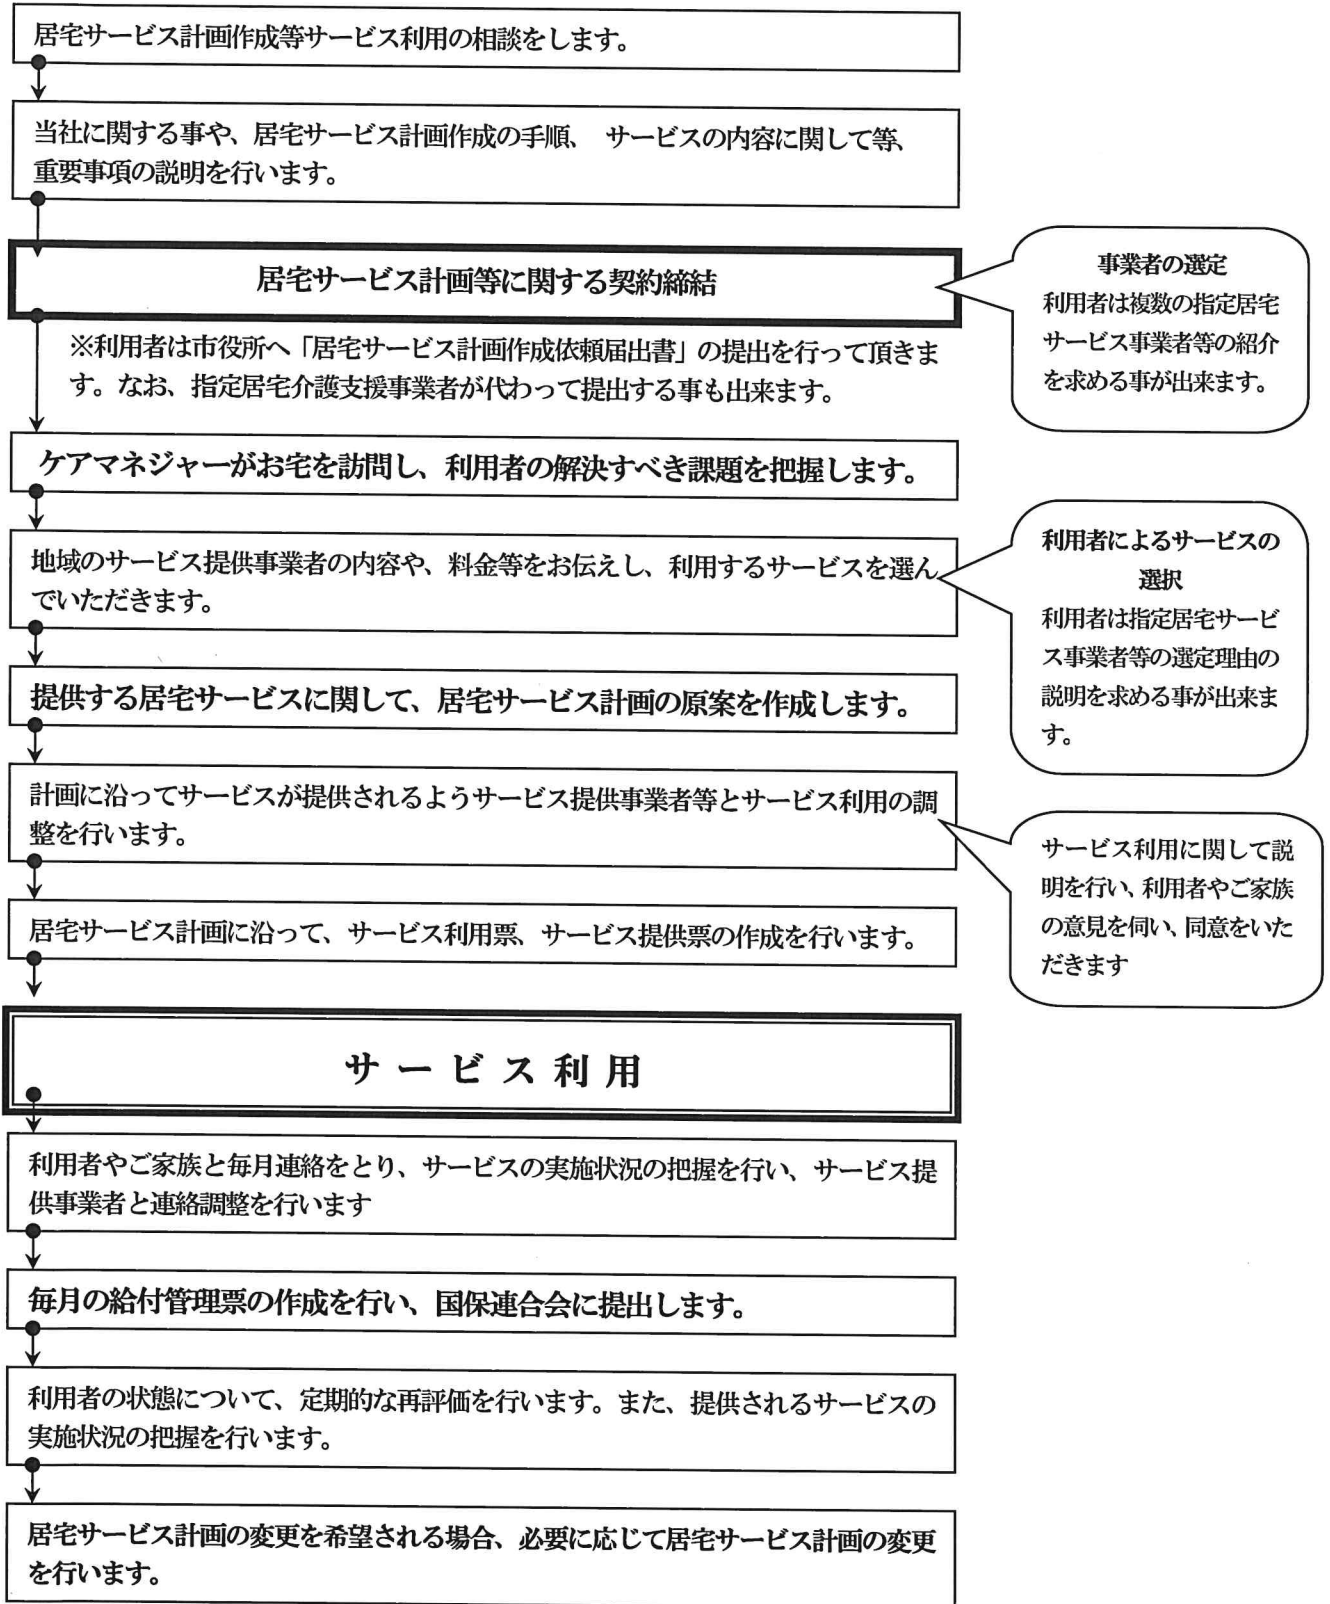 居宅サービス計画作成等サービス利用の相談をします。
当社に関する事や、居宅サービス計画作成の手順、　サービスの内容に関して等、
重要事項の説明を行います。
居宅サービス計画等に関する契約締結
事業者の選定
利用者は複数の指定居宅
サービス事業者等の紹介
を求める事が出来ます。
※利用者は市役所へ「居宅サービス計画作成依頼届出書」の提出を行って頂きま
す。なお、指定居宅介護支援事業者が代わって提出する事も出来ます。
ケアマネジャーがお宅を訪問し、利用者の解決すべき課題を把握します。
地域のサービス提供事業者の内容や、料金等をお伝えし、利用するサービスを選ん
でいただきます。
利用者によるサービスの
選択
利用者は指定居宅サービ
ス事業者等の選定理由の
説明を求める事が出来ま
す。
提供する居宅サービスに関して、居宅サービス計画の原案を作成します。
計画に沿ってサービスが提供されるようサービス提供事業者等とサービス利用の調
整を行います。
サービス利用に関して説
明を行い、利用者やご家族
の意見を伺い、同意をいた
だきます
居宅サービス計画に沿って、サービス利用票、サービス提供票の作成を行います。
サービス利用
利用者やご家族と毎月連絡をとり、サービスの実施状況の把握を行い、サービス提
供事業者と連絡調整を行います
毎月の給付管理票の作成を行い、国保連合会に提出します。
利用者の状態について、定期的な再評価を行います。また、提供されるサービスの
実施状況の把握を行います。
居宅サービス計画の変更を希望される場合、必要に応じて居宅サービス計画の変更
を行います。